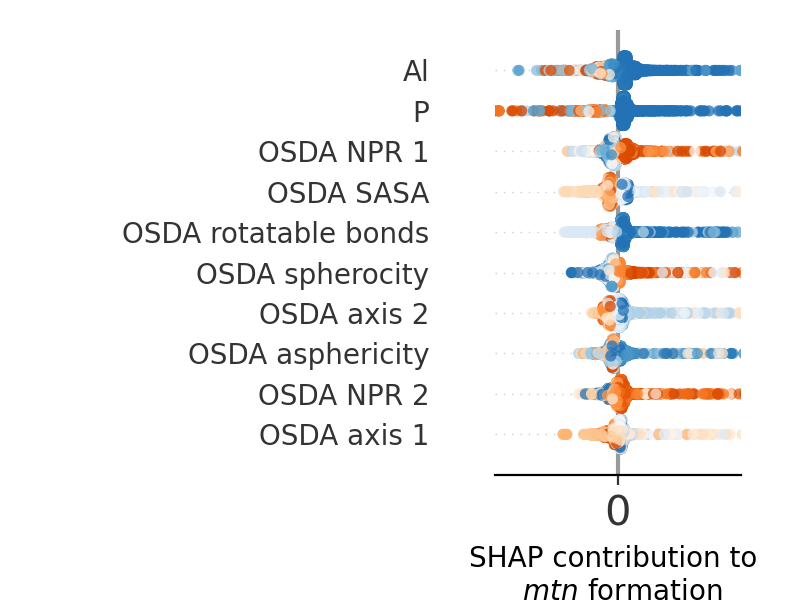 Al
P
OSDA NPR 1
OSDA SASA
OSDA rotatable bonds
OSDA spherocity
OSDA axis 2
OSDA asphericity
OSDA NPR 2
OSDA axis 1
0
SHAP contribution to
mtn formation